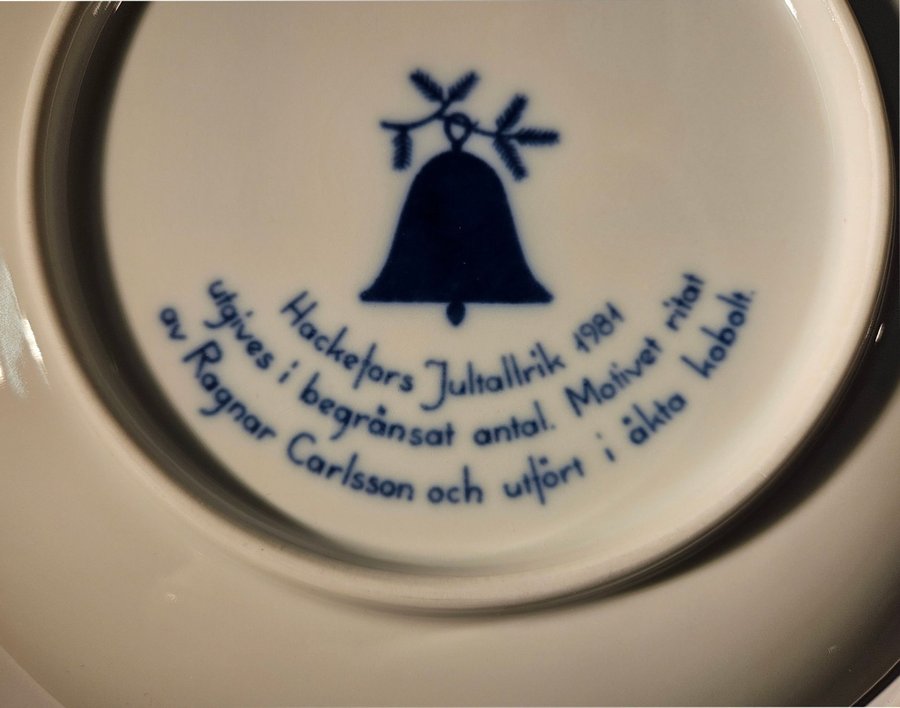 Hackefors Jultallrik 1981
utgives i begränsat antal. Motivet ritat
av Ragnar Carlsson och utfört i äkta kobolt.